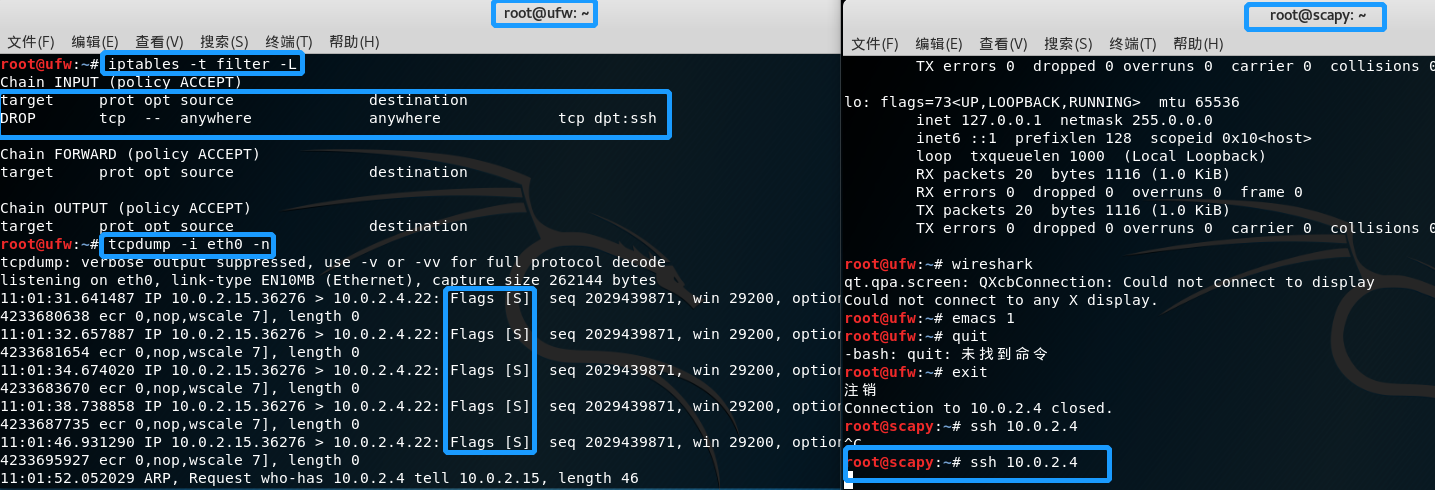 root@ufw: ~
文件(F) 编辑(E) 查看(V) 搜索(S) 终端(T) 帮助(H)
root@ufw:~# iptables -t filter -L
Chain INPUT (policy ACCEPT)
target prot opt source destination
DROP tcp -- anywhere anywhere tcp dpt:ssh
Chain FORWARD (policy ACCEPT)
target prot opt source destination
Chain OUTPUT (policy ACCEPT)
target prot opt source destination
root@ufw:~# tcpdump -i eth0 -n
tcpdump: verbose output suppressed, use -v or -vv for full protocol decode
listening on eth0, link-type EN10MB (Ethernet), capture size 262144 bytes
11:01:31.641487 IP 10.0.2.15.36276 > 10.0.2.4.22: Flags [S] seq 2029439871, win 29200, option
4233680638 ecr 0,nop,wscale 7], length 0
11:01:32.657887 IP 10.0.2.15.36276 > 10.0.2.4.22: Flags [S] seq 2029439871, win 29200, option
4233681654 ecr 0,nop,wscale 7], length 0
11:01:34.674020 IP 10.0.2.15.36276 > 10.0.2.4.22: Flags [S] seq 2029439871, win 29200, option
4233683670 ecr 0,nop,wscale 7], length 0
11:01:38.738858 IP 10.0.2.15.36276 > 10.0.2.4.22: Flags [S] seq 2029439871, win 29200, option
4233687735 ecr 0,nop,wscale 7], length 0
11:01:46.931290 IP 10.0.2.15.36276 > 10.0.2.4.22: Flags [S] seq 2029439871, win 29200, option
4233695927 ecr 0,nop,wscale 7], length 0
11:01:52.052029 ARP, Request who-has 10.0.2.4 tell 10.0.2.15, length 46
root@scapy: ~
文件(F) 编辑(E) 查看(V) 搜索(S) 终端(T) 帮助(H)
TX errors 0 dropped 0 overruns 0 carrier 0 collisions 0
lo: flags=73<UP,LOOPBACK,RUNNING> mtu 65536
inet 127.0.0.1 netmask 255.0.0.0
inet6 ::1 prefixlen 128 scopeid 0x10<host>
loop txqueuelen 1000 (Local Loopback)
RX packets 20 bytes 1116 (1.0 KiB)
RX errors 0 dropped 0 overruns 0 frame 0
TX packets 20 bytes 1116 (1.0 KiB)
TX errors 0 dropped 0 overruns 0 carrier 0 collisions 0
root@ufw:~# wireshark
qt.qpa.screen: QXcbConnection: Could not connect to display
Could not connect to any X display.
root@ufw:~# emacs 1
root@ufw:~# quit
-bash: quit: 未找到命令
root@ufw:~# exit
注销
Connection to 10.0.2.4 closed.
root@scapy:~# ssh 10.0.2.4
^C
root@scapy:~# ssh 10.0.2.4